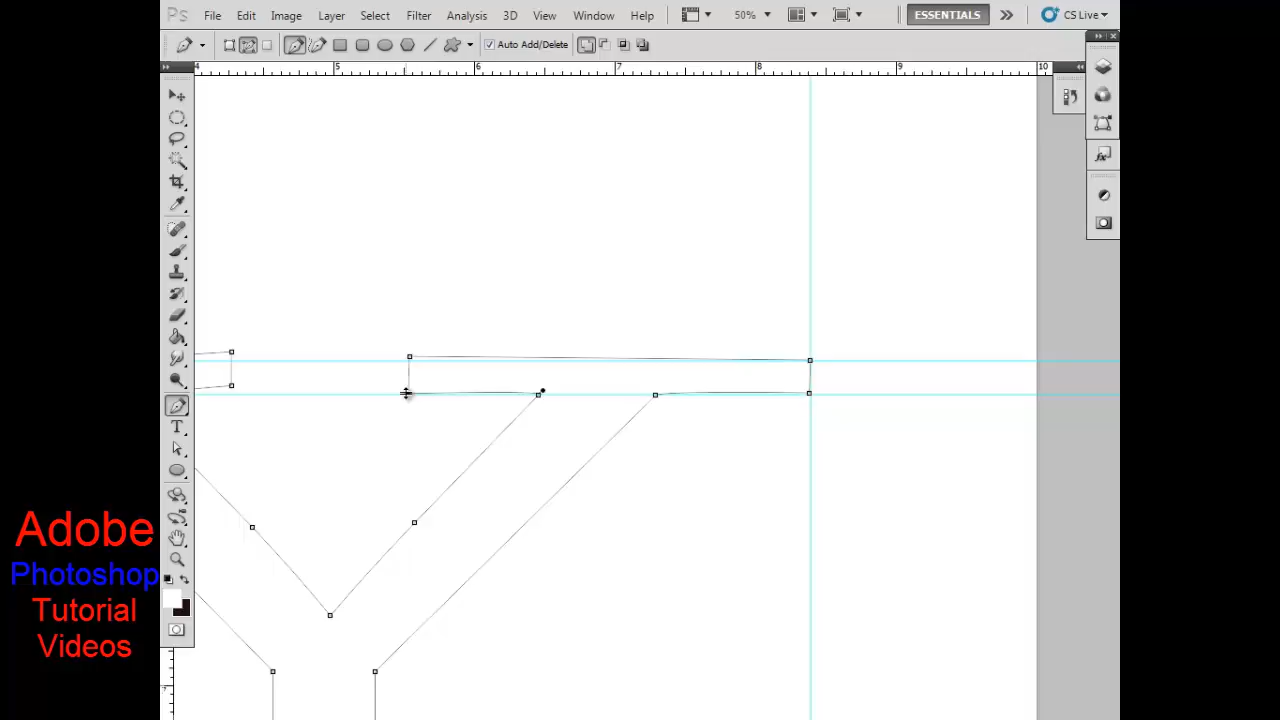 Ps File Edit Image Layer Select Filter Analysis 3D View Window Help 50% ESSENTIALS CS Live
Auto Add/Delete
4 5 6 7 8 9 10
T
fx
Adobe
Photoshop
Tutorial
Videos